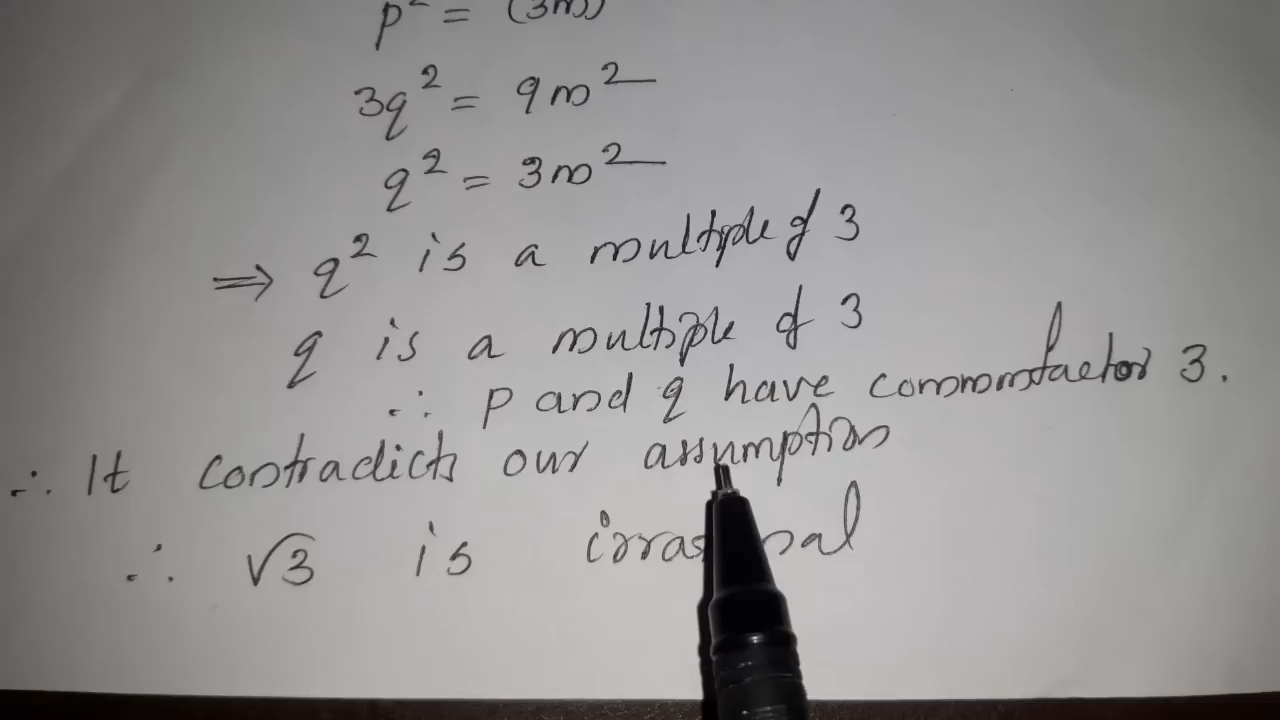 p² = (3m)
3q² = 9m²
q² = 3m²
⇒ q² is a multiple of 3
q is a multiple of 3
∴ p and q have common factor 3.
∴ It contradicts our assumption
∴ √3 is irrational